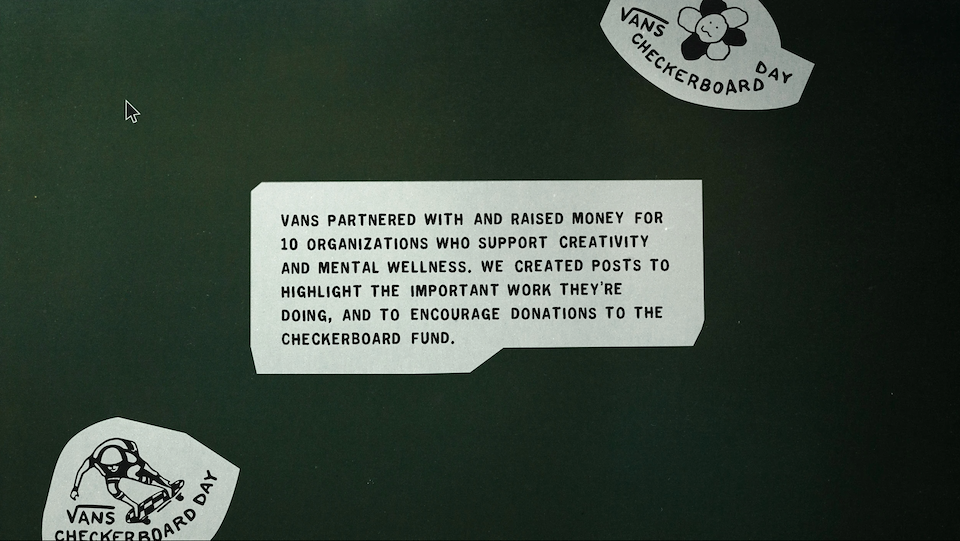 VANS
CHECKERBOARD DAY
VANS PARTNERED WITH AND RAISED MONEY FOR
10 ORGANIZATIONS WHO SUPPORT CREATIVITY
AND MENTAL WELLNESS. WE CREATED POSTS TO
HIGHLIGHT THE IMPORTANT WORK THEY'RE
DOING, AND TO ENCOURAGE DONATIONS TO THE
CHECKERBOARD FUND.
VANS
CHECKERBOARD DAY